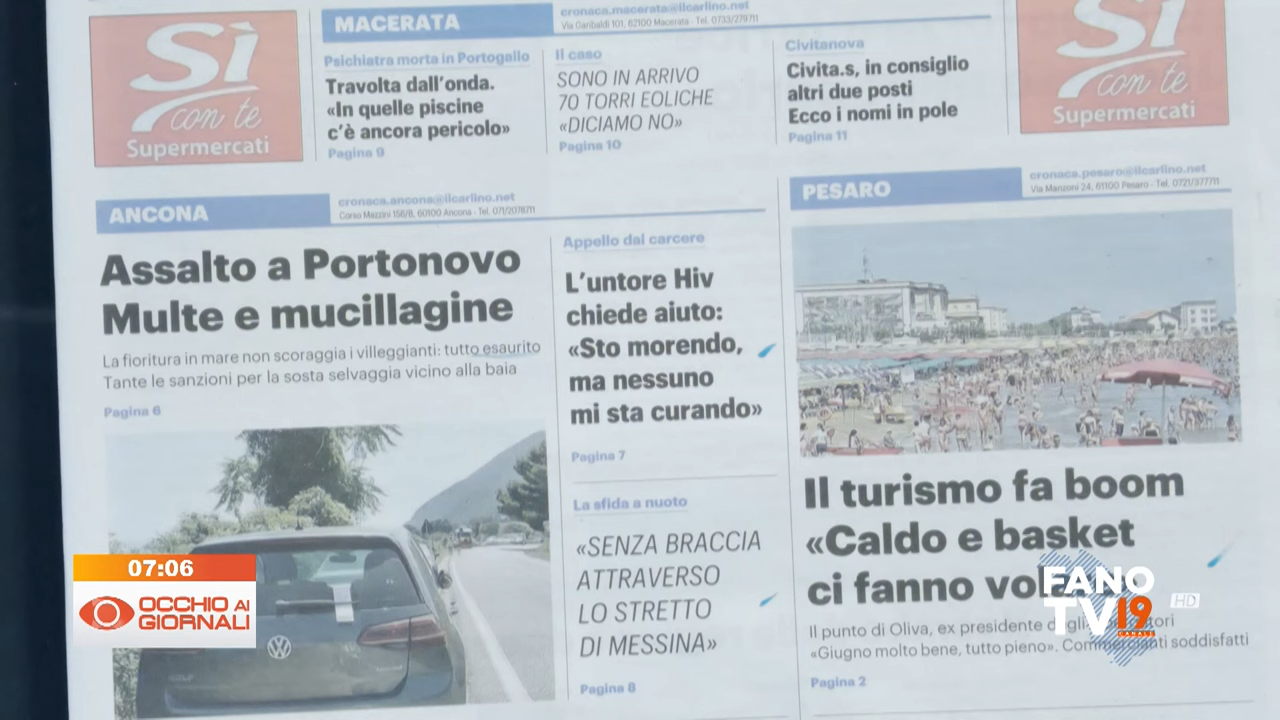 Sì
con te
Supermercati
MACERATA
cronaca.macerata@ilcarlino.net
Via Garibaldi 101, 62100 Macerata - Tel. 0733/279711
Psichiatra morta in Portogallo
Travolta dall'onda.
«In quelle piscine
c'è ancora pericolo»
Pagina 9
Il caso
SONO IN ARRIVO
70 TORRI EOLICHE
«DICIAMO NO»
Pagina 10
Civitanova
Civita.s, in consiglio
altri due posti
Ecco i nomi in pole
Pagina 11
Sì
con te
Supermercati
ANCONA
cronaca.ancona@ilcarlino.net
Corso Mazzini 156/B, 60100 Ancona - Tel. 071/2078711
Assalto a Portonovo
Multe e mucillagine
La fioritura in mare non scoraggia i villeggianti: tutto esaurito
Tante le sanzioni per la sosta selvaggia vicino alla baia
Pagina 6
Appello dal carcere
L'untore Hiv
chiede aiuto:
«Sto morendo,
ma nessuno
mi sta curando»
Pagina 7
La sfida a nuoto
«SENZA BRACCIA
ATTRAVERSO
LO STRETTO
DI MESSINA»
Pagina 8
PESARO
cronaca.pesaro@ilcarlino.net
Via Manzoni 24, 61100 Pesaro - Tel. 0721/377711
Il turismo fa boom
«Caldo e basket
ci fanno
Il punto di Oliva, ex presidente
«Giugno molto bene, tutto pieno». Commercianti soddisfatti
Pagina 2
07:06
OCCHIO AI
GIORNALI
FANO
TV19
CANALE
HD